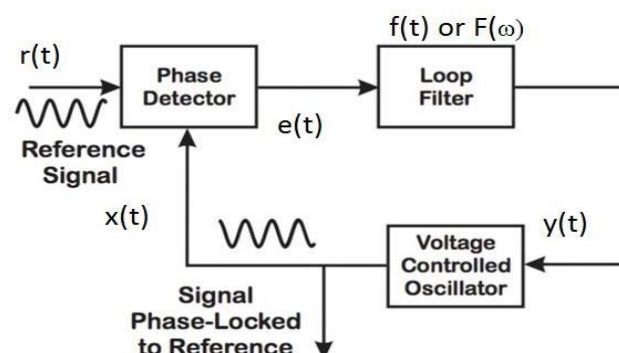 f(t) or F(ω)
r(t)
Phase
Detector
Loop
Filter
e(t)
Reference
Signal
x(t)
y(t)
Voltage
Controlled
Oscillator
Signal
Phase-Locked
to Reference